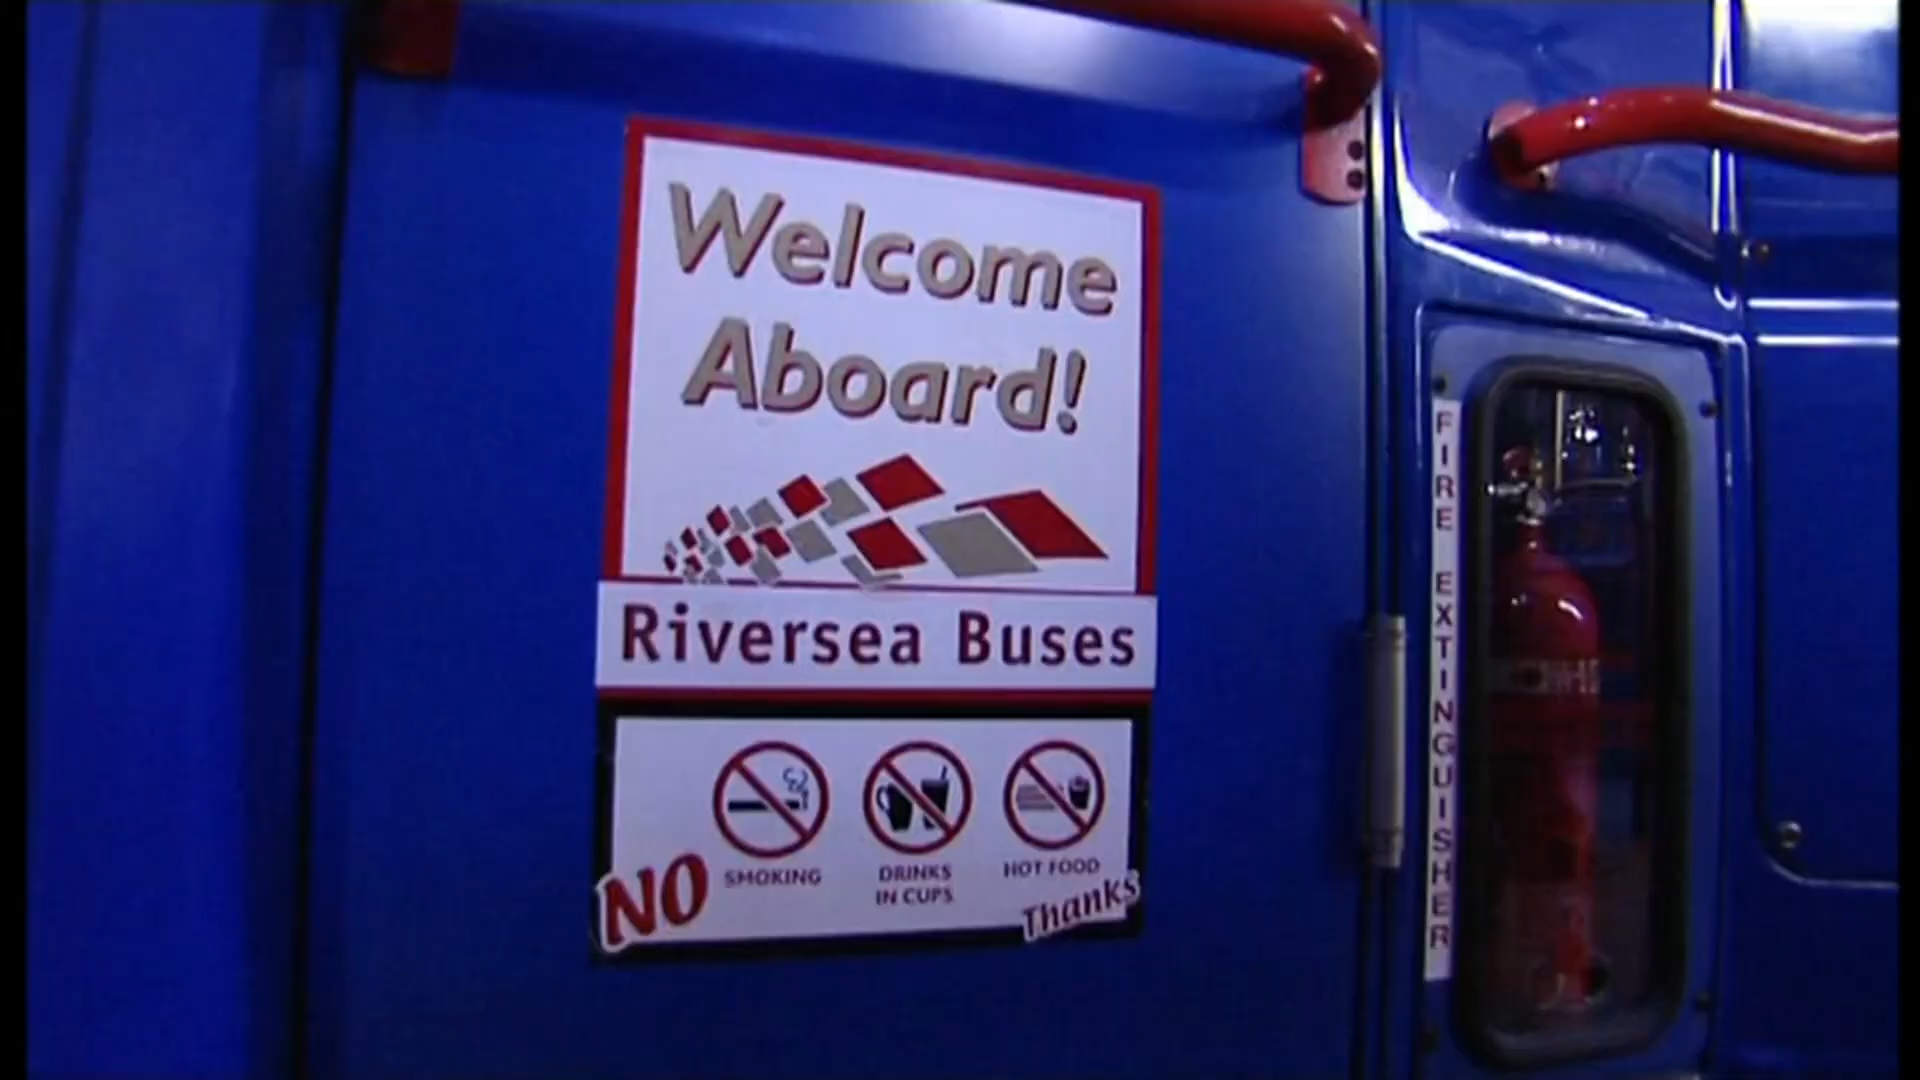 Welcome
Aboard!
Riversea Buses
NO
SMOKING
DRINKS
IN CUPS
HOT FOOD
Thanks
FIRE EXTINGUISHER